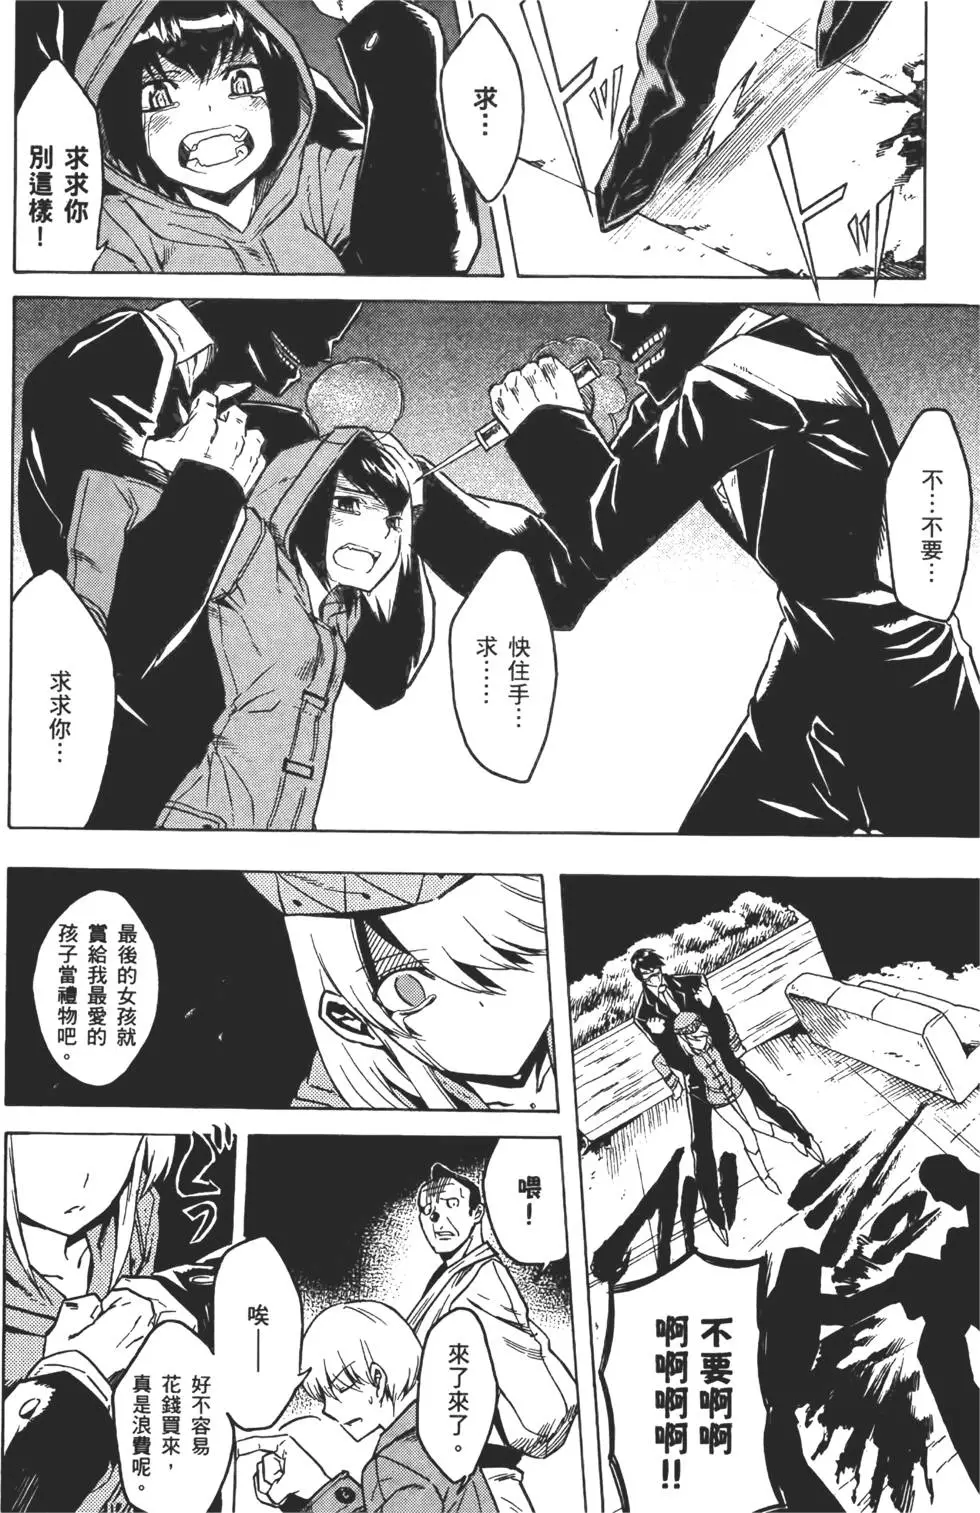 求…
求求你
別這樣！
不…不要…
快住手…
求……
求求你…
不要啊啊
啊啊啊啊!!
最後的女孩就
賞給我最愛的
孩子當禮物吧。
喂！
來了來了。
唉——
好不容易
花錢買來，
真是浪費呢。